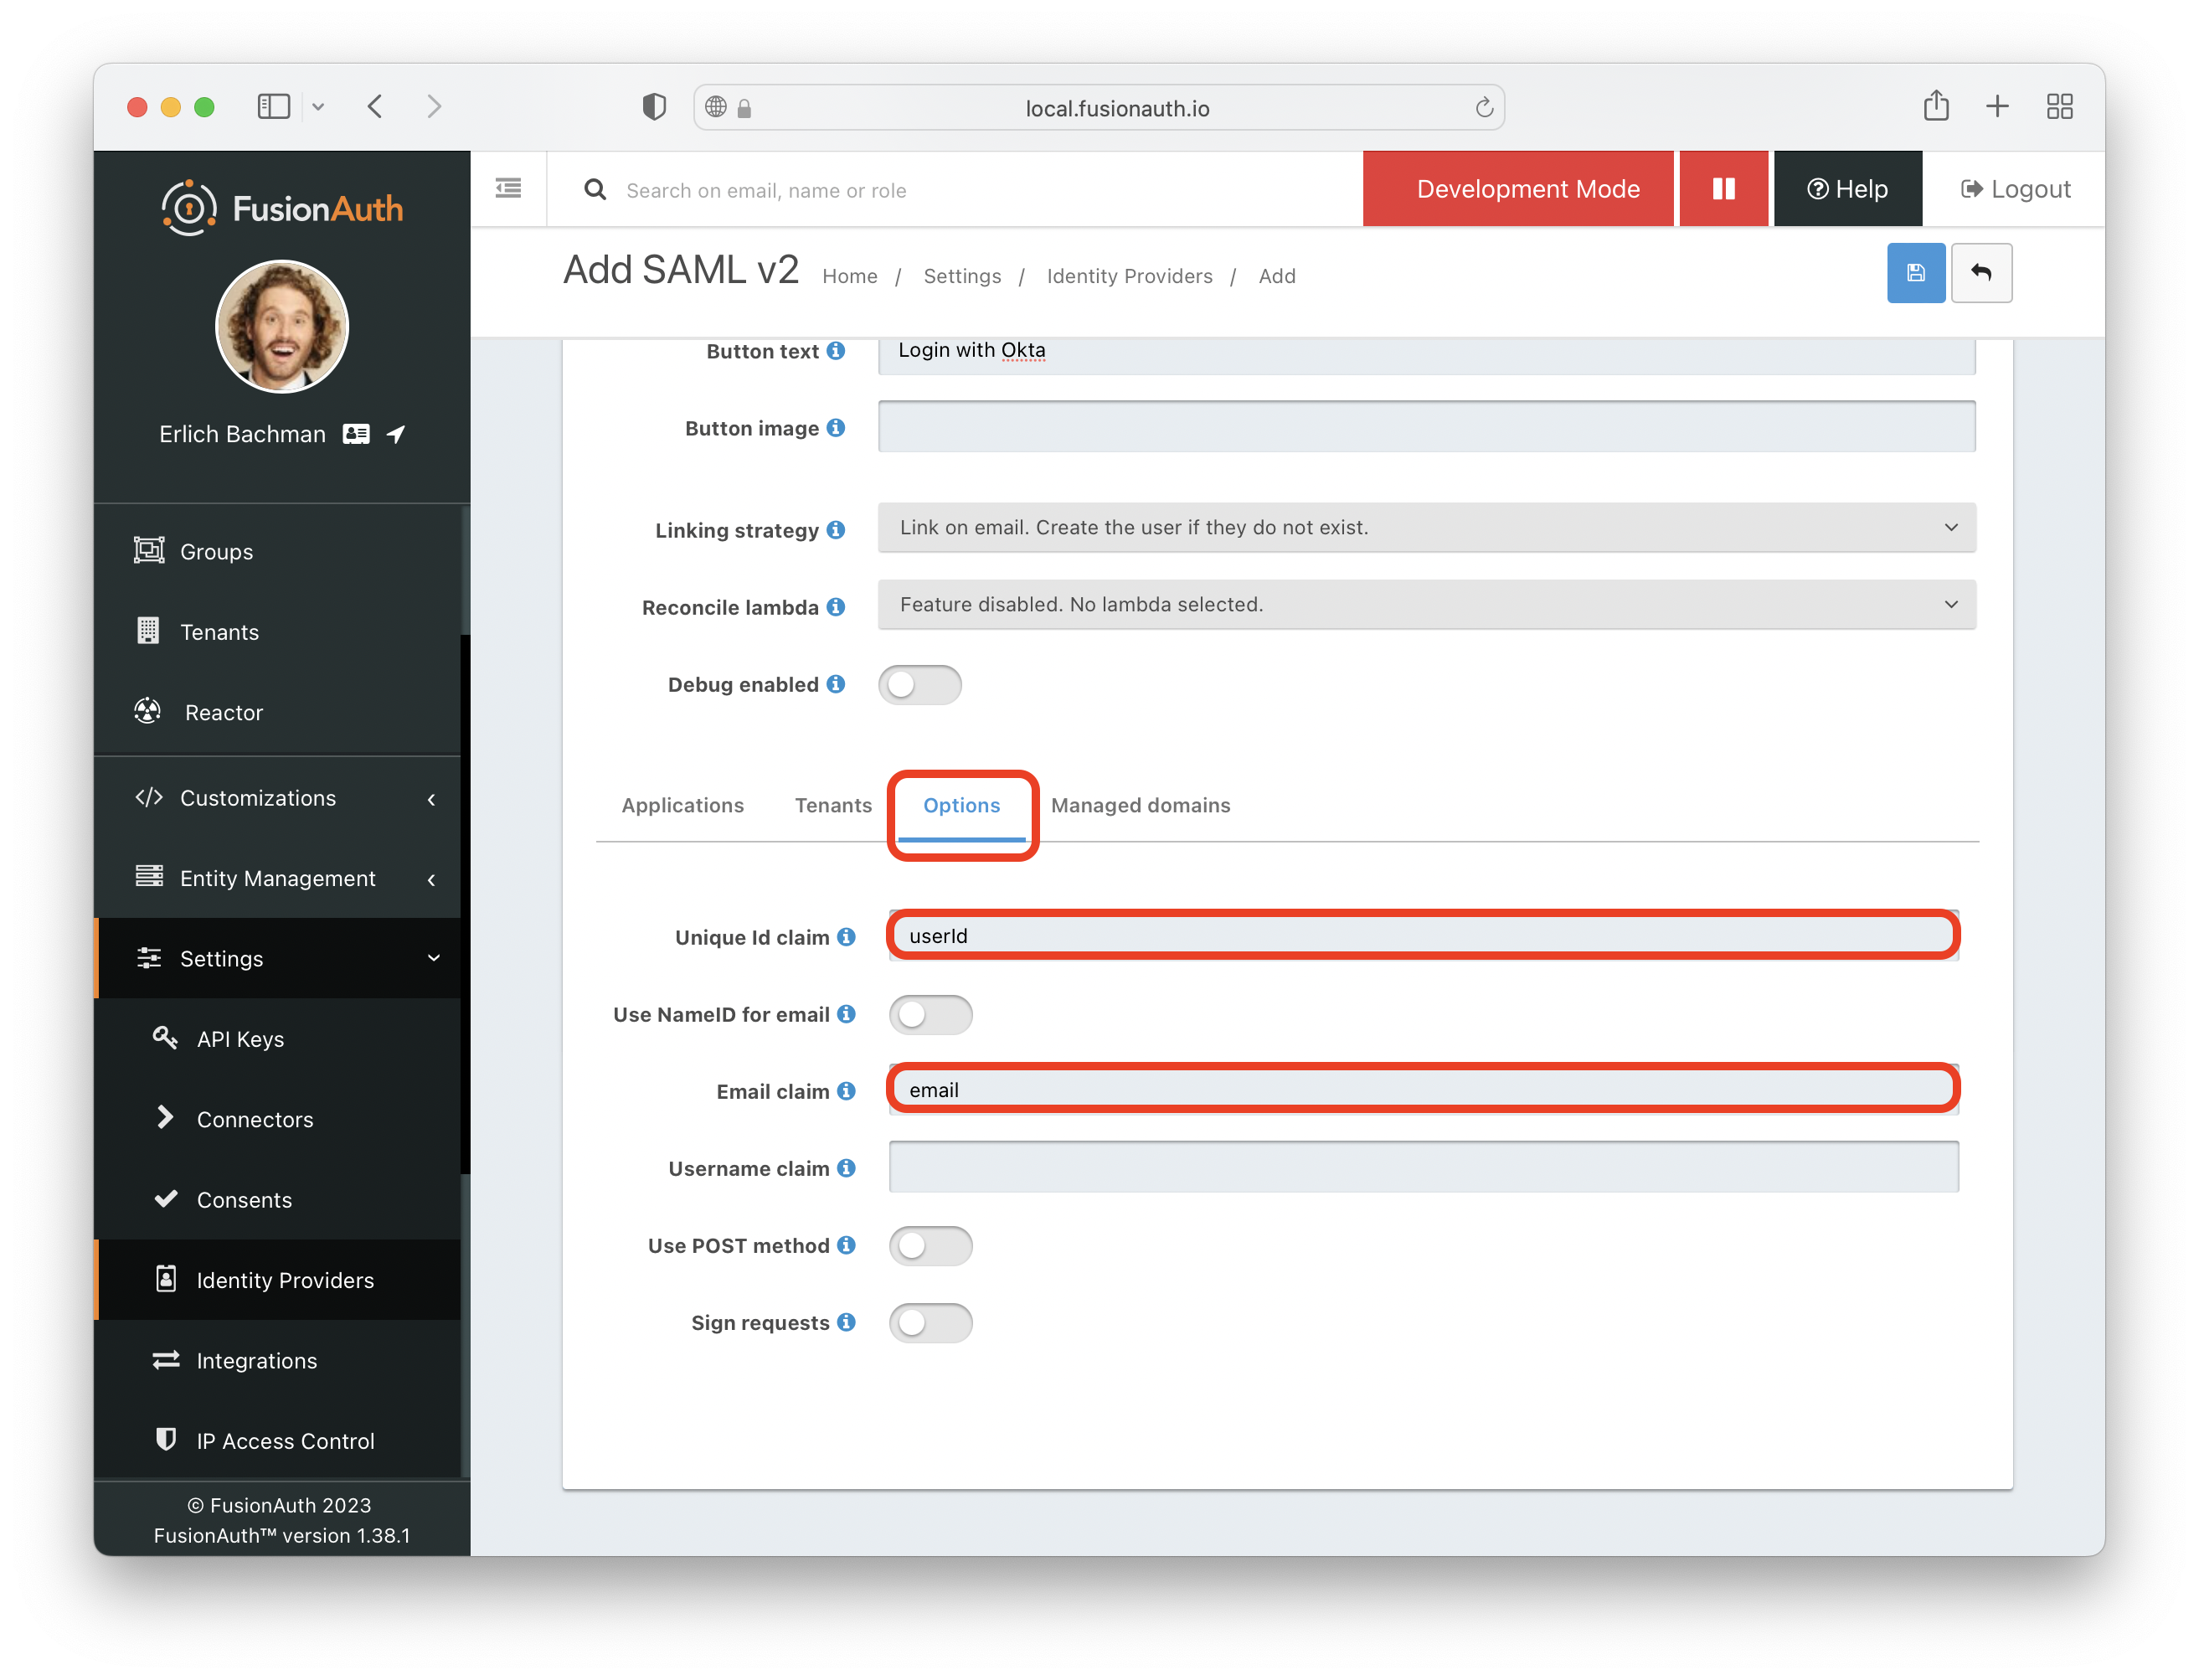 local.fusionauth.io
FusionAuth
Search on email, name or role
Development Mode
Help
Logout
Add SAML v2
Home / Settings / Identity Providers / Add
Erlich Bachman
Groups
Tenants
Reactor
Customizations
Entity Management
Settings
API Keys
Connectors
Consents
Identity Providers
Integrations
IP Access Control
© FusionAuth 2023
FusionAuth™ version 1.38.1
Button text Login with Okta
Button image
Linking strategy Link on email. Create the user if they do not exist.
Reconcile lambda Feature disabled. No lambda selected.
Debug enabled
Applications Tenants Options Managed domains
Unique Id claim userId
Use NameID for email
Email claim email
Username claim
Use POST method
Sign requests